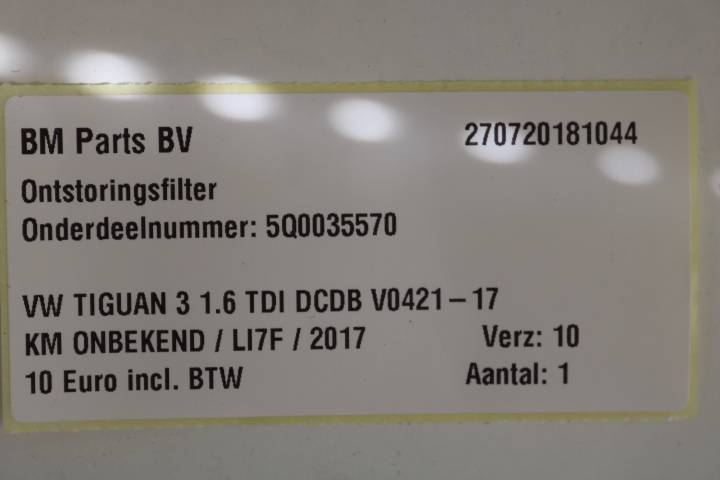 BM Parts BV 270720181044
Ontstoringsfilter
Onderdeelnummer: 5Q0035570
VW TIGUAN 3 1.6 TDI DCDB V0421-17
KM ONBEKEND / LI7F / 2017 Verz: 10
10 Euro incl. BTW Aantal: 1